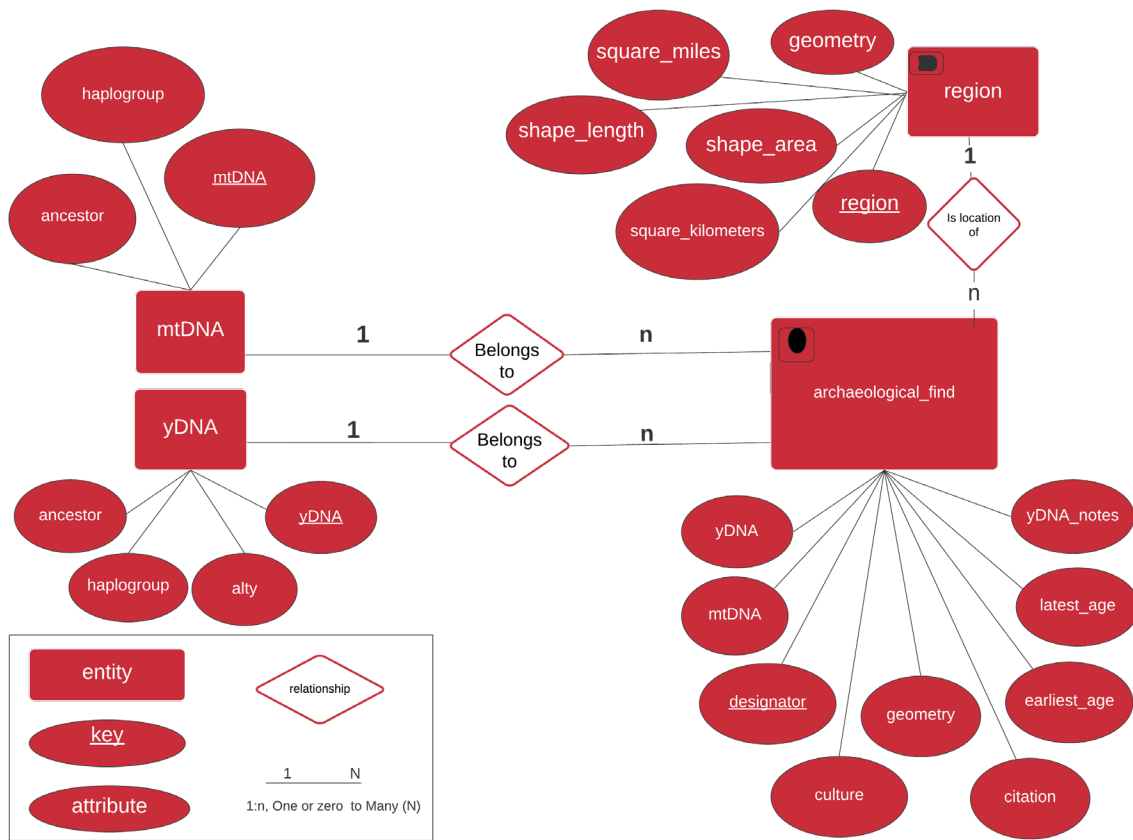 haplogroup
mtDNA
ancestor
mtDNA
square_miles
geometry
region
shape_length
shape_area
region
square_kilometers
1
Is location
of
n
1
Belongs
to
n
archaeological_find
yDNA
1
Belongs
to
n
ancestor
yDNA
haplogroup
alty
yDNA
yDNA_notes
mtDNA
latest_age
designator
geometry
earliest_age
culture
citation
entity
relationship
key
1 N
attribute
1:n, One or zero to Many (N)